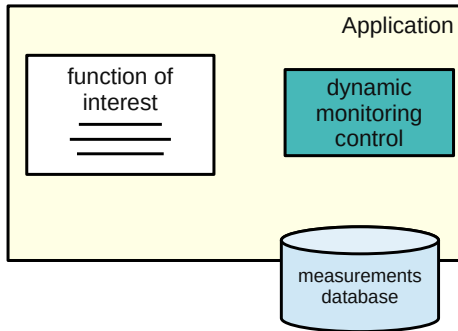 Application
function of
interest
dynamic
monitoring
control
measurements
database